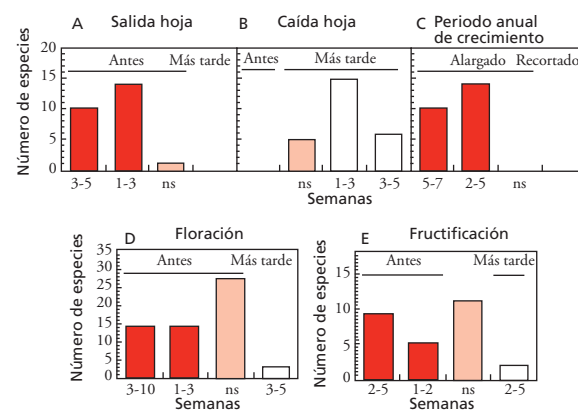 A Salida hoja
B Caída hoja
C Periodo anual
de crecimiento
Número de especies
20
15
10
5
0
Antes Más tarde
3-5 1-3 ns
Antes Más tarde
ns 1-3 3-5
Alargado Recortado
5-7 2-5 ns
Semanas
D Floración
Número de especies
35
30
25
20
15
10
5
0
Antes Más tarde
3-10 1-3 ns 3-5
Semanas
E Fructificación
Número de especies
15
10
5
0
Antes Más tarde
2-5 1-2 ns 2-5
Semanas